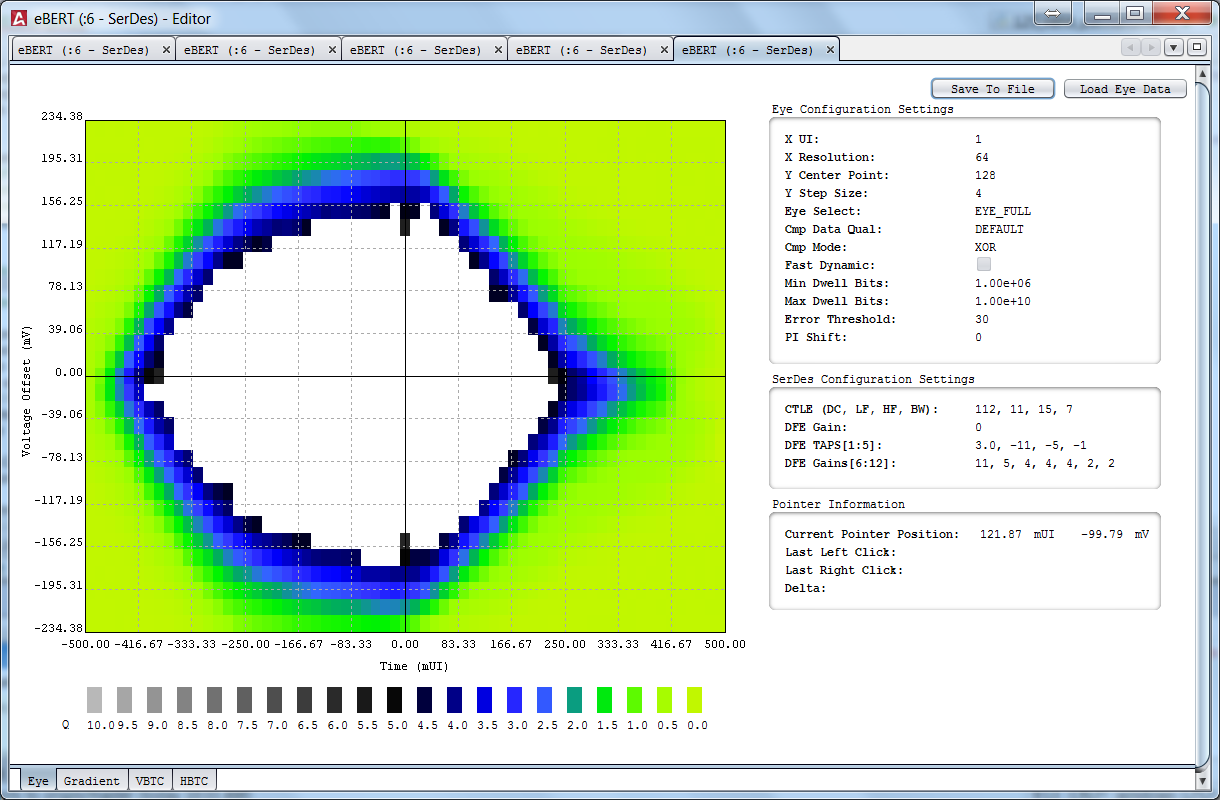 eBERT (:6 - SerDes) - Editor
eBERT (:6 - SerDes) eBERT (:6 - SerDes) eBERT (:6 - SerDes) eBERT (:6 - SerDes) eBERT (:6 - SerDes)
Save To File Load Eye Data
Eye Configuration Settings
X UI: 1
X Resolution: 64
Y Center Point: 128
Y Step Size: 4
Eye Select: EYE_FULL
Cmp Data Qual: DEFAULT
Cmp Mode: XOR
Fast Dynamic:
Min Dwell Bits: 1.00e+06
Max Dwell Bits: 1.00e+10
Error Threshold: 30
PI Shift: 0
SerDes Configuration Settings
CTLE (DC, LF, HF, BW): 112, 11, 15, 7
DFE Gain: 0
DFE TAPS[1:5]: 3.0, -11, -5, -1
DFE Gains[6:12]: 11, 5, 4, 4, 4, 2, 2
Pointer Information
Current Pointer Position: 121.87 mUI -99.79 mV
Last Left Click:
Last Right Click:
Delta:
Voltage Offset (mV)
234.38
195.31
156.25
117.19
78.13
39.06
0.00
-39.06
-78.13
-117.19
-156.25
-195.31
-234.38
-500.00 -416.67 -333.33 -250.00 -166.67 -83.33 0.00 83.33 166.67 250.00 333.33 416.67 500.00
Time (mUI)
Q 10.0 9.5 9.0 8.5 8.0 7.5 7.0 6.5 6.0 5.5 5.0 4.5 4.0 3.5 3.0 2.5 2.0 1.5 1.0 0.5 0.0
Eye Gradient VBTC HBTC